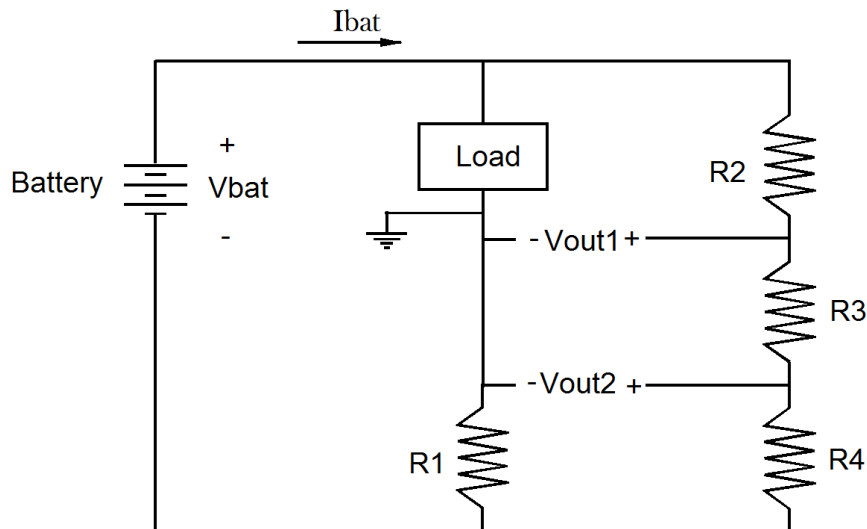 Ibat
Battery
+
Vbat
-
Load
R2
- Vout1 +
R3
-Vout2 +
R1
R4